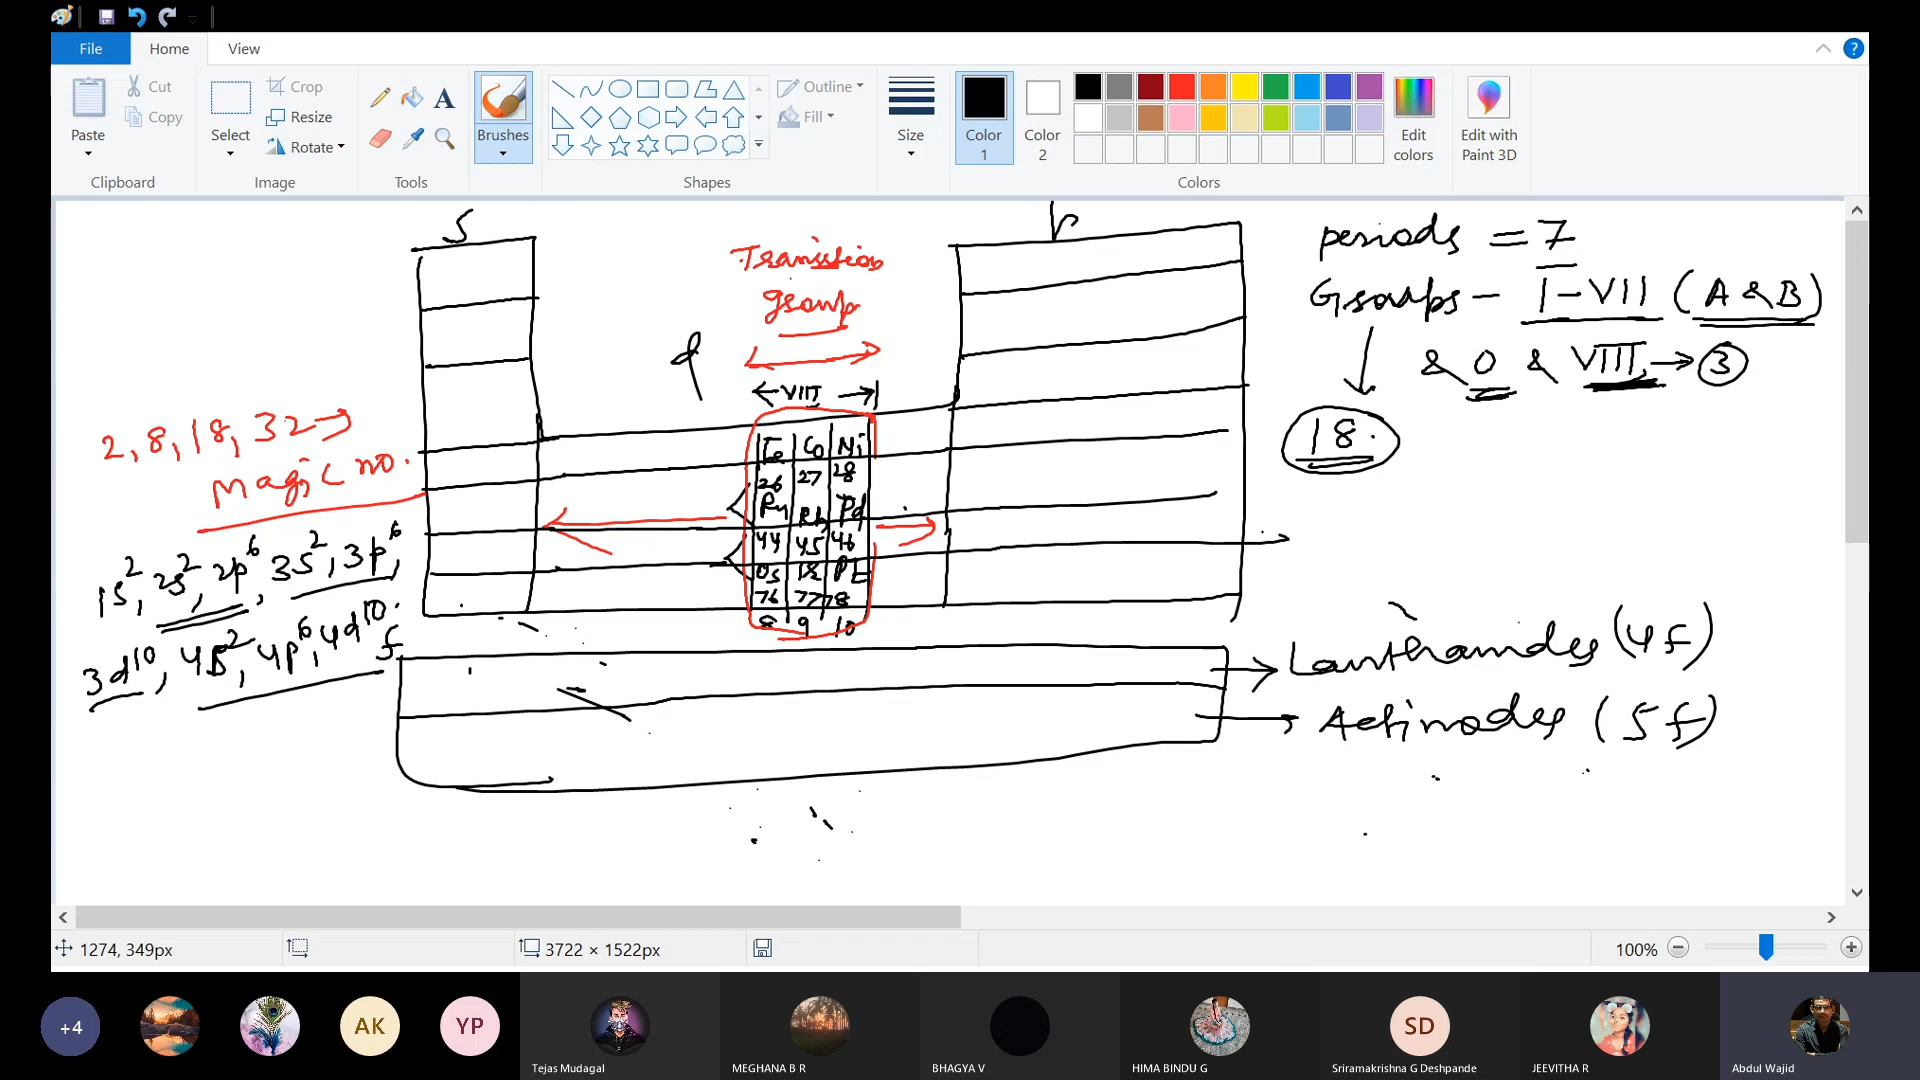 File Home View
Paste Cut Copy Clipboard
Select Crop Resize Rotate Image
Tools
Brushes
Outline Fill Shapes
Size
Color 1
Color 2
Edit colors
Edit with Paint 3D
Colors
S
p
d
Transition
group
VIII
Fe Co Ni
26 27 28
Ru Rh Pd
44 45 46
Os Ir Pt
76 77 78
8 9 10
periods = 7
Groups - I-VII (A & B)
& 0 & VIII → 3
18.
2, 8, 18, 32 →
Magic no.
1s2, 2s2, 2p6, 3s2, 3p6,
3d10, 4s2, 4p6, 4d10.
f
→ Lanthanides (4f)
→ Actinodes (5f)
1274, 349px
3722 × 1522px
100%
+4
AK
YP
Tejas Mudagal
MEGHANA B R
BHAGYA V
HIMA BINDU G
SD
Sriramakrishna G Deshpande
JEEVITHA R
Abdul Wajid